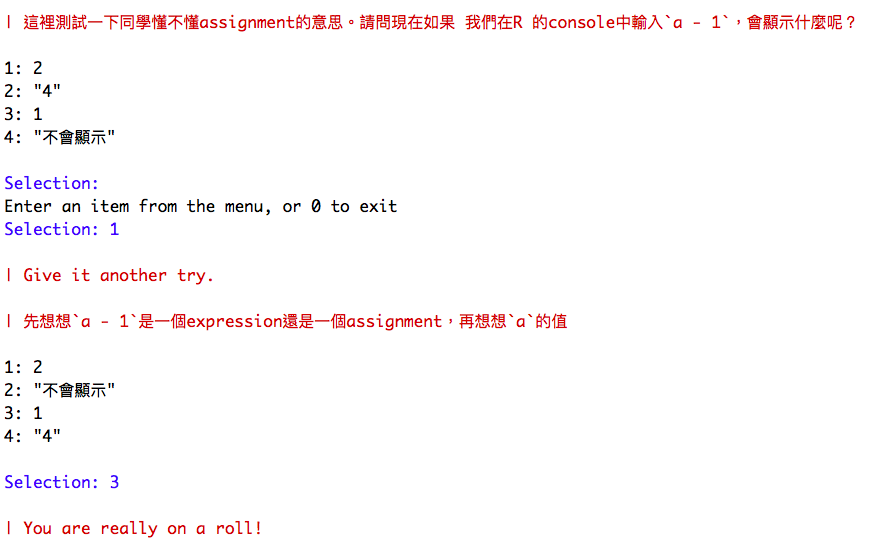 | 這裡測試一下同學懂不懂assignment的意思。請問現在如果 我們在R 的console中輸入`a - 1`，會顯示什麼呢？
1: 2
2: "4"
3: 1
4: "不會顯示"
Selection:
Enter an item from the menu, or 0 to exit
Selection: 1
| Give it another try.
| 先想想`a - 1`是一個expression還是一個assignment，再想想`a`的值
1: 2
2: "不會顯示"
3: 1
4: "4"
Selection: 3
| You are really on a roll!